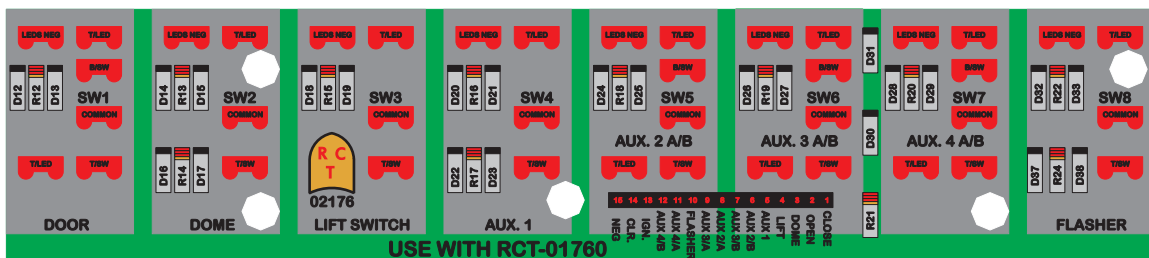 LEDS NEG T/LED LEDS NEG T/LED LEDS NEG T/LED LEDS NEG T/LED LEDS NEG T/LED LEDS NEG T/LED LEDS NEG T/LED LEDS NEG T/LED
D31
B/SW B/SW B/SW B/SW B/SW
D12 R12 D13 SW1 D14 R13 D15 SW2 D18 R15 D19 SW3 D20 R16 D21 SW4 D24 R18 D25 SW5 D26 R19 D27 SW6 D28 R20 D29 SW7 D32 R22 D33 SW8
COMMON COMMON COMMON COMMON COMMON COMMON COMMON COMMON
D30
AUX. 2 A/B AUX. 3 A/B AUX. 4 A/B
R C
T
02176
T/LED T/SW T/SW T/SW T/SW T/LED T/SW T/LED T/SW T/LED T/SW T/LED T/SW
D16 R14 D17 D22 R17 D23 D37 R24 D38
R21
15 14 13 12 11 10 9 8 7 6 5 4 3 2 1
NEG
CLR.
IGN.
AUX 4/B
AUX 4/A
FLASHER
AUX 3/A
AUX 2/A
AUX 3/B
AUX 2/B
AUX 1
LIFT
DOME
OPEN
CLOSE
DOOR DOME LIFT SWITCH AUX. 1 FLASHER
USE WITH RCT-01760